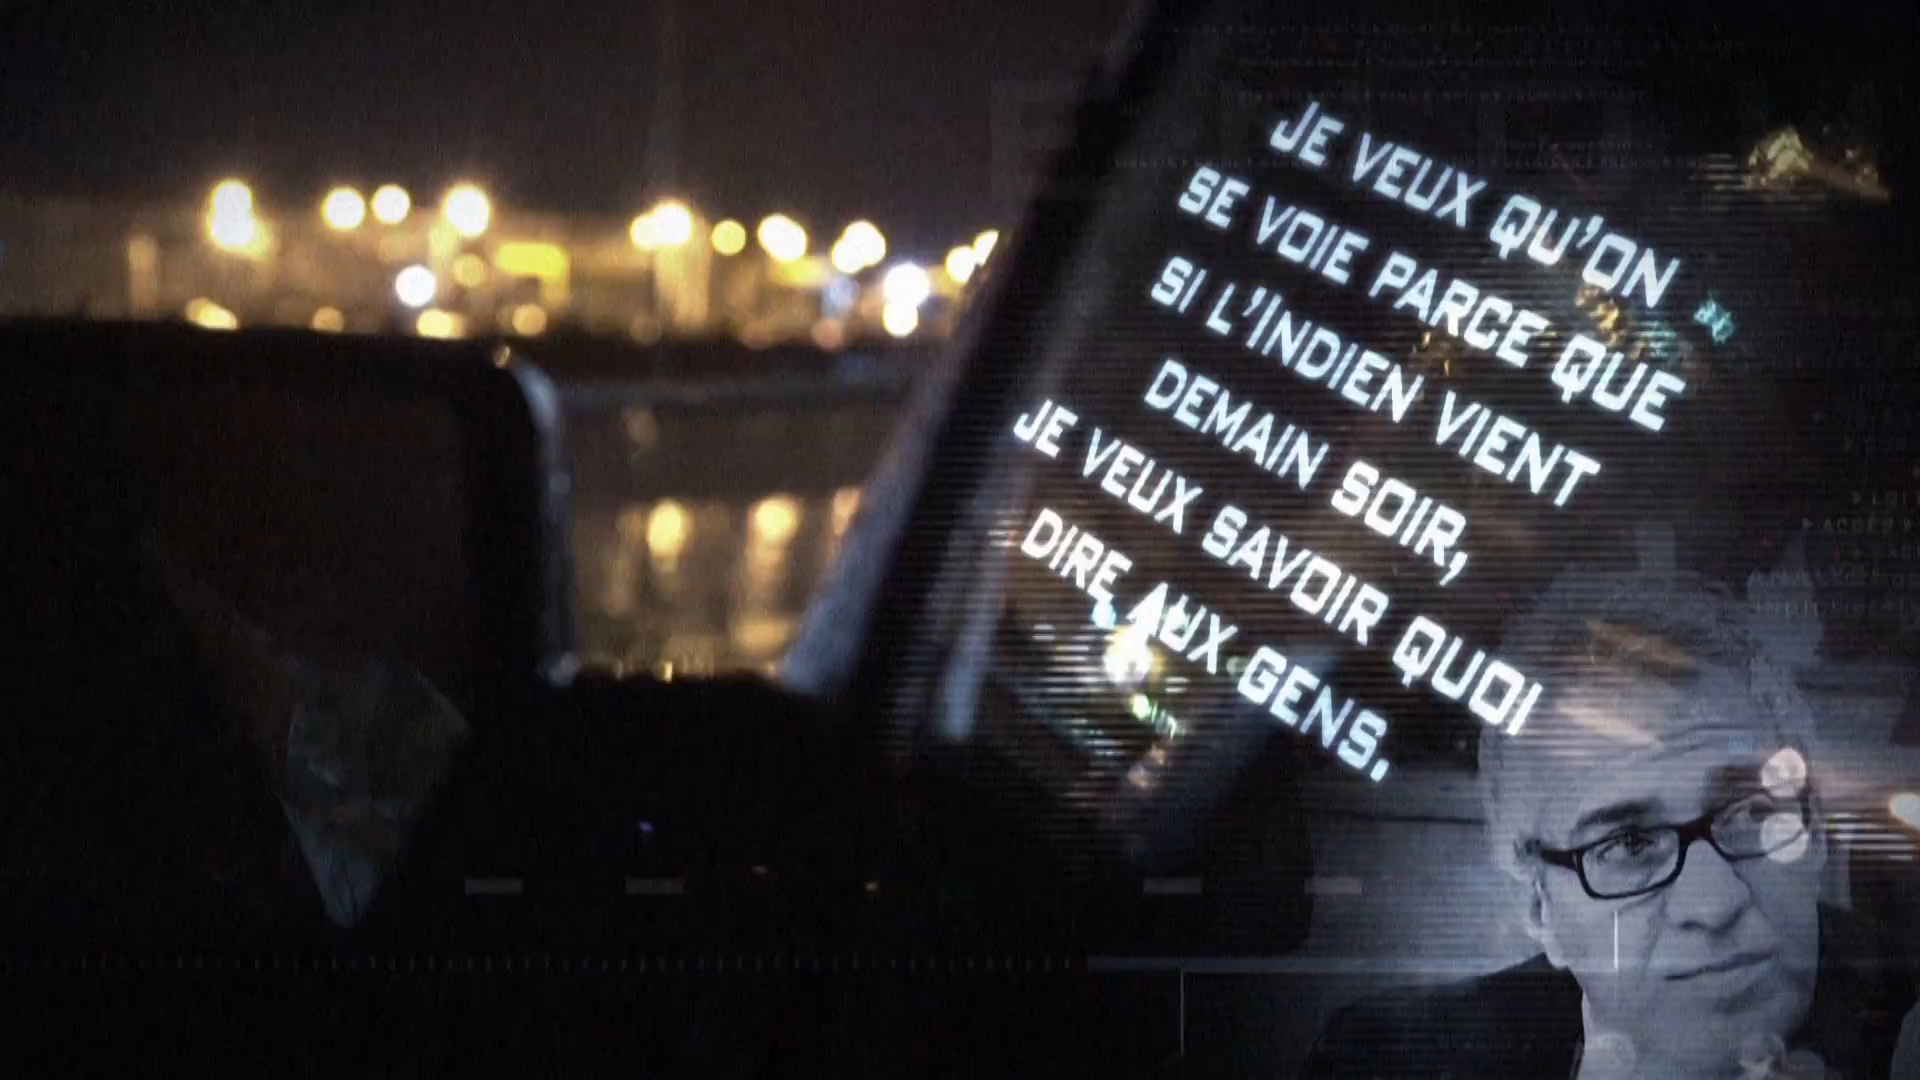 JE VEUX QU'ON
SE VOIE PARCE QUE
SI L'INDIEN VIENT
DEMAIN SOIR,
JE VEUX SAVOIR QUOI
DIRE AUX GENS.